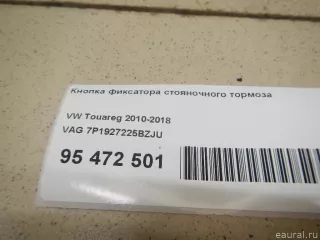 Кнопка фиксатора стояночного тормоза
VW Touareg 2010-2018
VAG 7P1927225BZJU
95 472 501
eaural.ru©